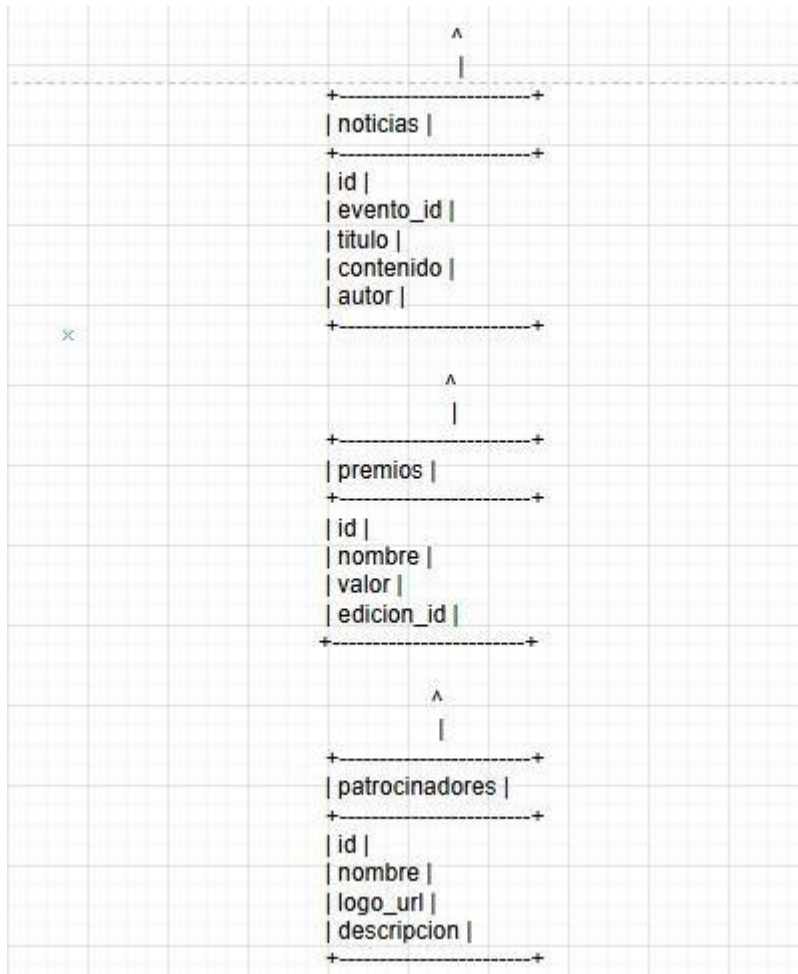 ^
|
+-----------------------+
| noticias |
+-----------------------+
| id |
| evento_id |
| titulo |
| contenido |
| autor |
+-----------------------+
^
|
+-----------------------+
| premios |
+-----------------------+
| id |
| nombre |
| valor |
| edicion_id |
+-----------------------+
^
|
+-----------------------+
| patrocinadores |
+-----------------------+
| id |
| nombre |
| logo_url |
| descripcion |
+-----------------------+